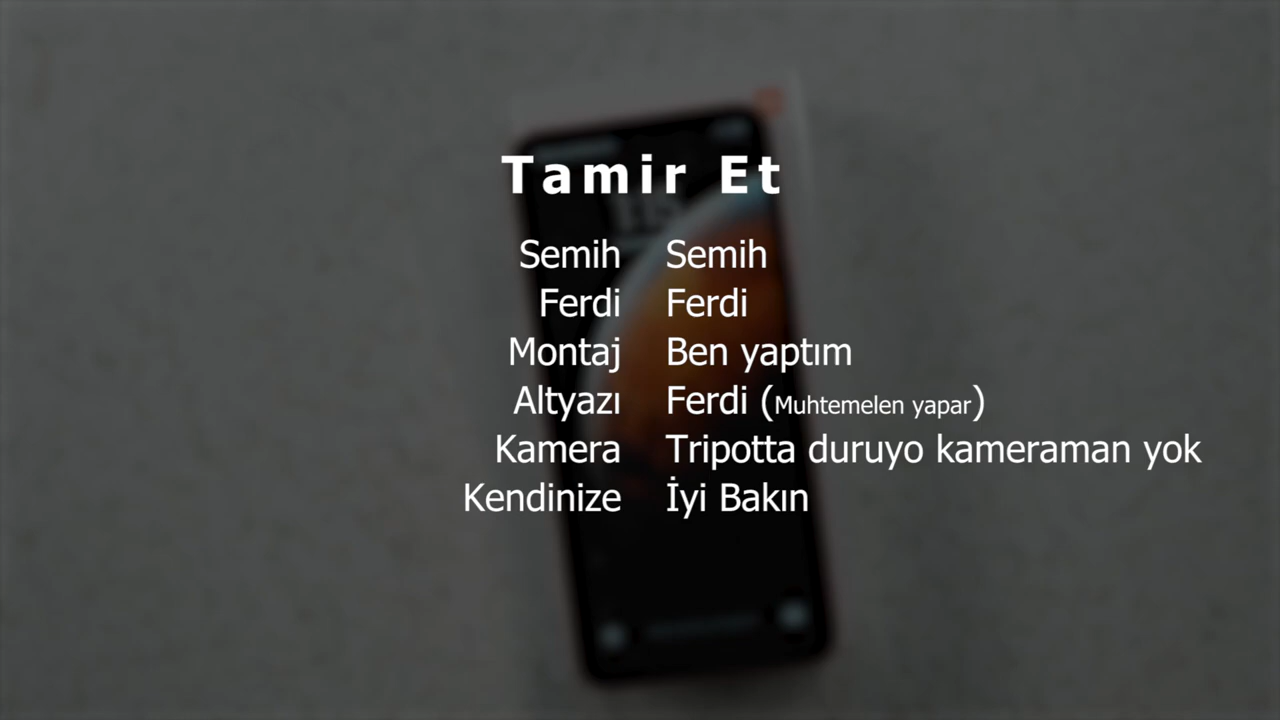 Tamir Et
Semih Semih
Ferdi Ferdi
Montaj Ben yaptım
Altyazı Ferdi (Muhtemelen yapar)
Kamera Tripotta duruyo kameraman yok
Kendinize İyi Bakın